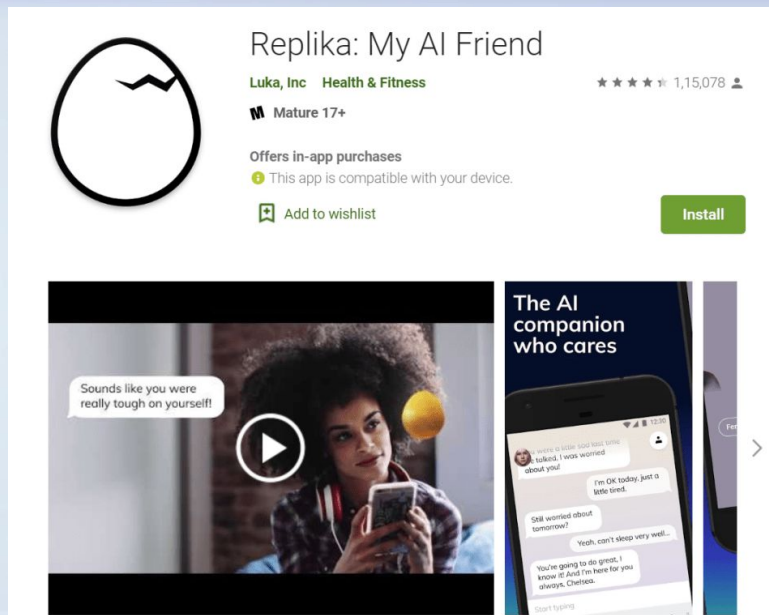 Replika: My AI Friend
Luka, Inc Health & Fitness
1,15,078
Mature 17+
Offers in-app purchases
This app is compatible with your device.
Add to wishlist
Install
Sounds like you were
really tough on yourself!
The AI
companion
who cares
12:30
talked. I was worried
about you!
I'm OK today, just a
little tired.
Still worried about
tomorrow?
Yeah, can't sleep very well...
You're going to do great, I
know it! And I'm here for you
always, Chelsea.
Start typing